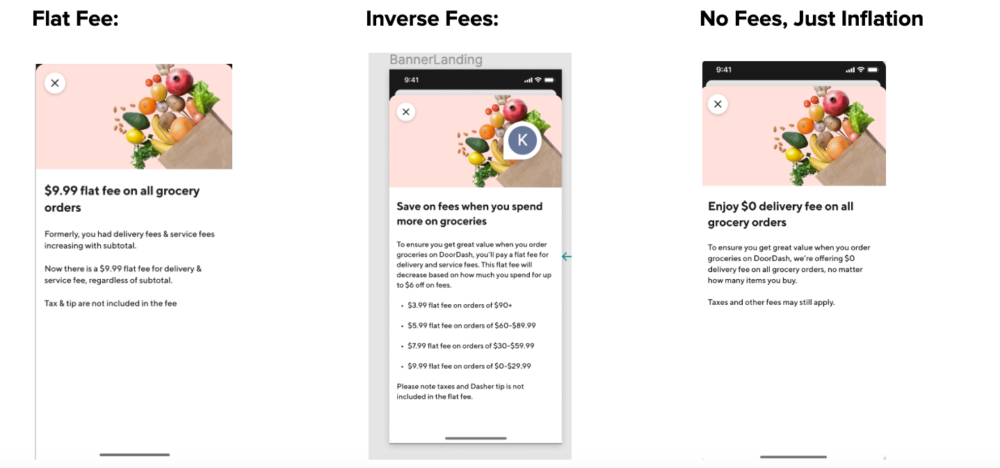 Flat Fee:
Inverse Fees:
No Fees, Just Inflation
$9.99 flat fee on all grocery
orders
Formerly, you had delivery fees & service fees
increasing with subtotal.
Now there is a $9.99 flat fee for delivery &
service fee, regardless of subtotal.
Tax & tip are not included in the fee
BannerLanding
9:41
K
Save on fees when you spend
more on groceries
To ensure you get great value when you order
groceries on DoorDash, you'll pay a flat fee for
delivery and service fees. This flat fee will
decrease based on how much you spend for up
to $6 off on fees.
• $3.99 flat fee on orders of $90+
• $5.99 flat fee on orders of $60-$89.99
• $7.99 flat fee on orders of $30-$59.99
• $9.99 flat fee on orders of $0-$29.99
Please note taxes and Dasher tip is not
included in the flat fee.
9:41
Enjoy $0 delivery fee on all
grocery orders
To ensure you get great value when you order
groceries on DoorDash, we're offering $0
delivery fee on all grocery orders, no matter
how many items you buy.
Taxes and other fees may still apply.